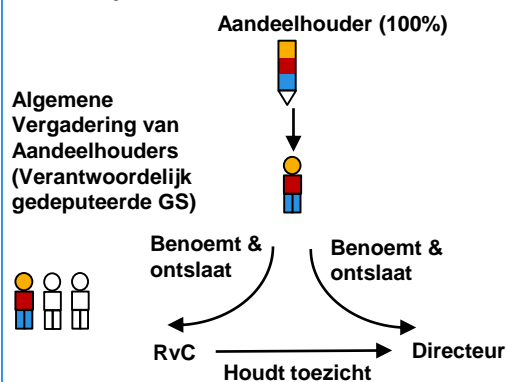 Aandeelhouder (100%)
Algemene
Vergadering van
Aandeelhouders
(Verantwoordelijk
gedeputeerde GS)
Benoemt &
ontslaat
Benoemt &
ontslaat
RvC
Directeur
Houdt toezicht